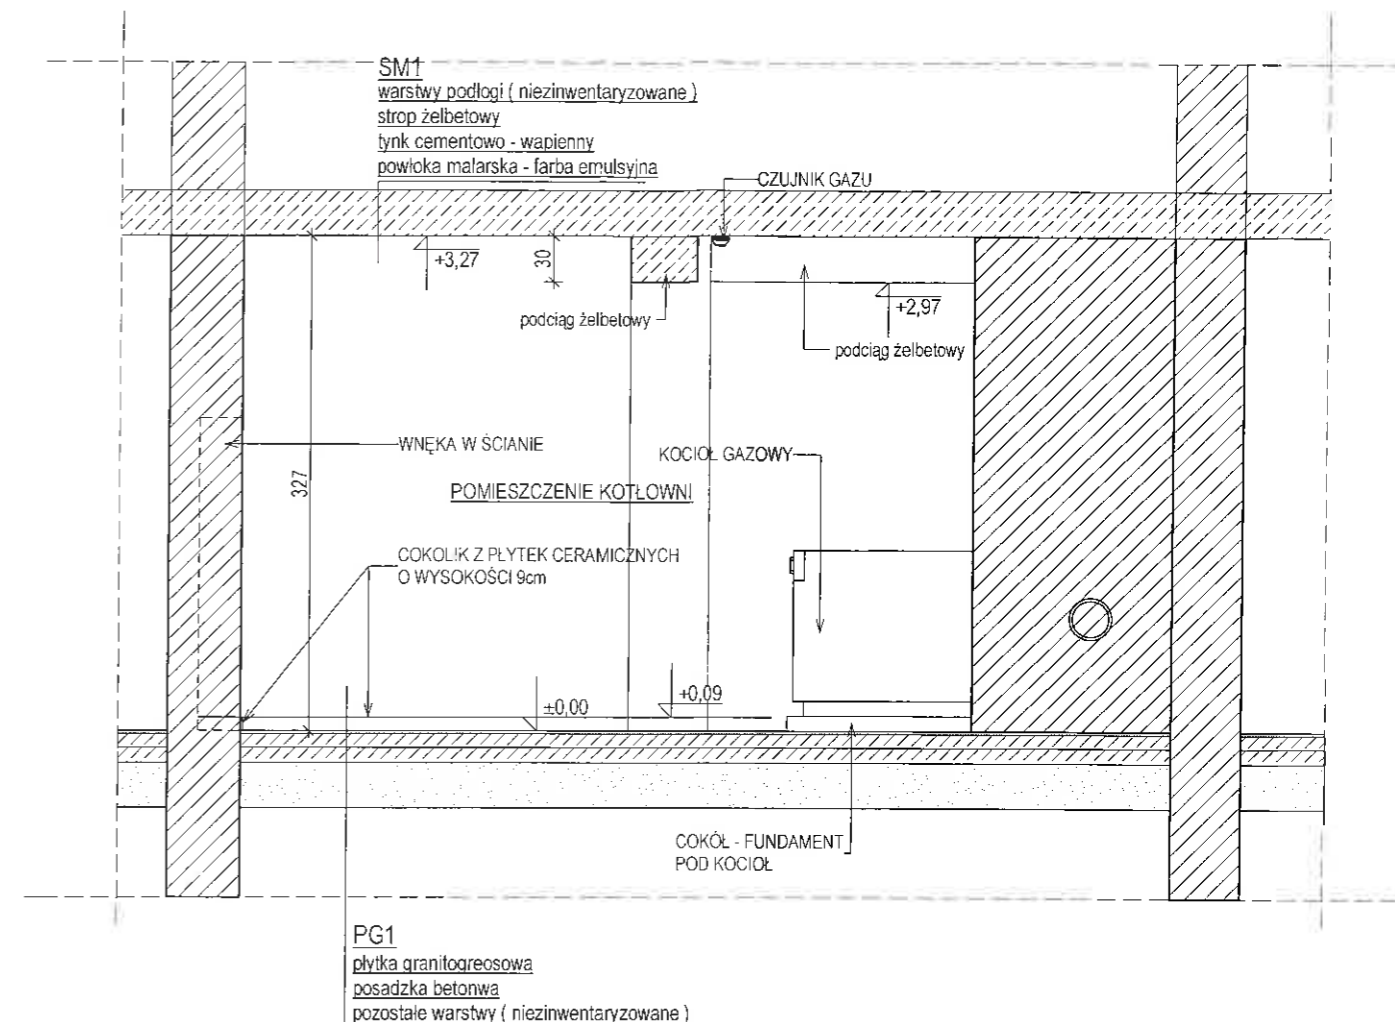 SM1
warstwy podłogi ( niezinwentaryzowane )
strop żelbetowy
tynk cementowo - wapienny
powłoka malarska - farba emulsyjna
CZUJNIK GAZU
+3,27
30
+2,97
podciąg żelbetowy
podciąg żelbetowy
WNĘKA W ŚCIANIE
KOCIOŁ GAZOWY
327
POMIESZCZENIE KOTŁOWNI
COKOLIK Z PŁYTEK CERAMICZNYCH
O WYSOKOŚCI 9cm
±0,00
+0,09
COKÓŁ - FUNDAMENT
POD KOCIOŁ
PG1
płytka granitogreosowa
posadzka betonwa
pozostałe warstwy ( niezinwentaryzowane )